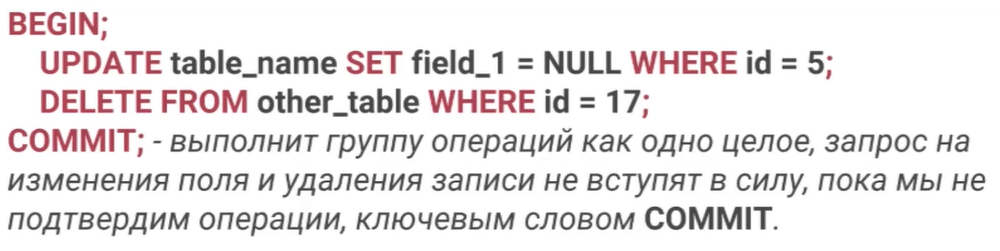 BEGIN;
UPDATE table_name SET field_1 = NULL WHERE id = 5;
DELETE FROM other_table WHERE id = 17;
COMMIT; - выполнит группу операций как одно целое, запрос на
изменения поля и удаления записи не вступят в силу, пока мы не
подтвердим операции, ключевым словом COMMIT.